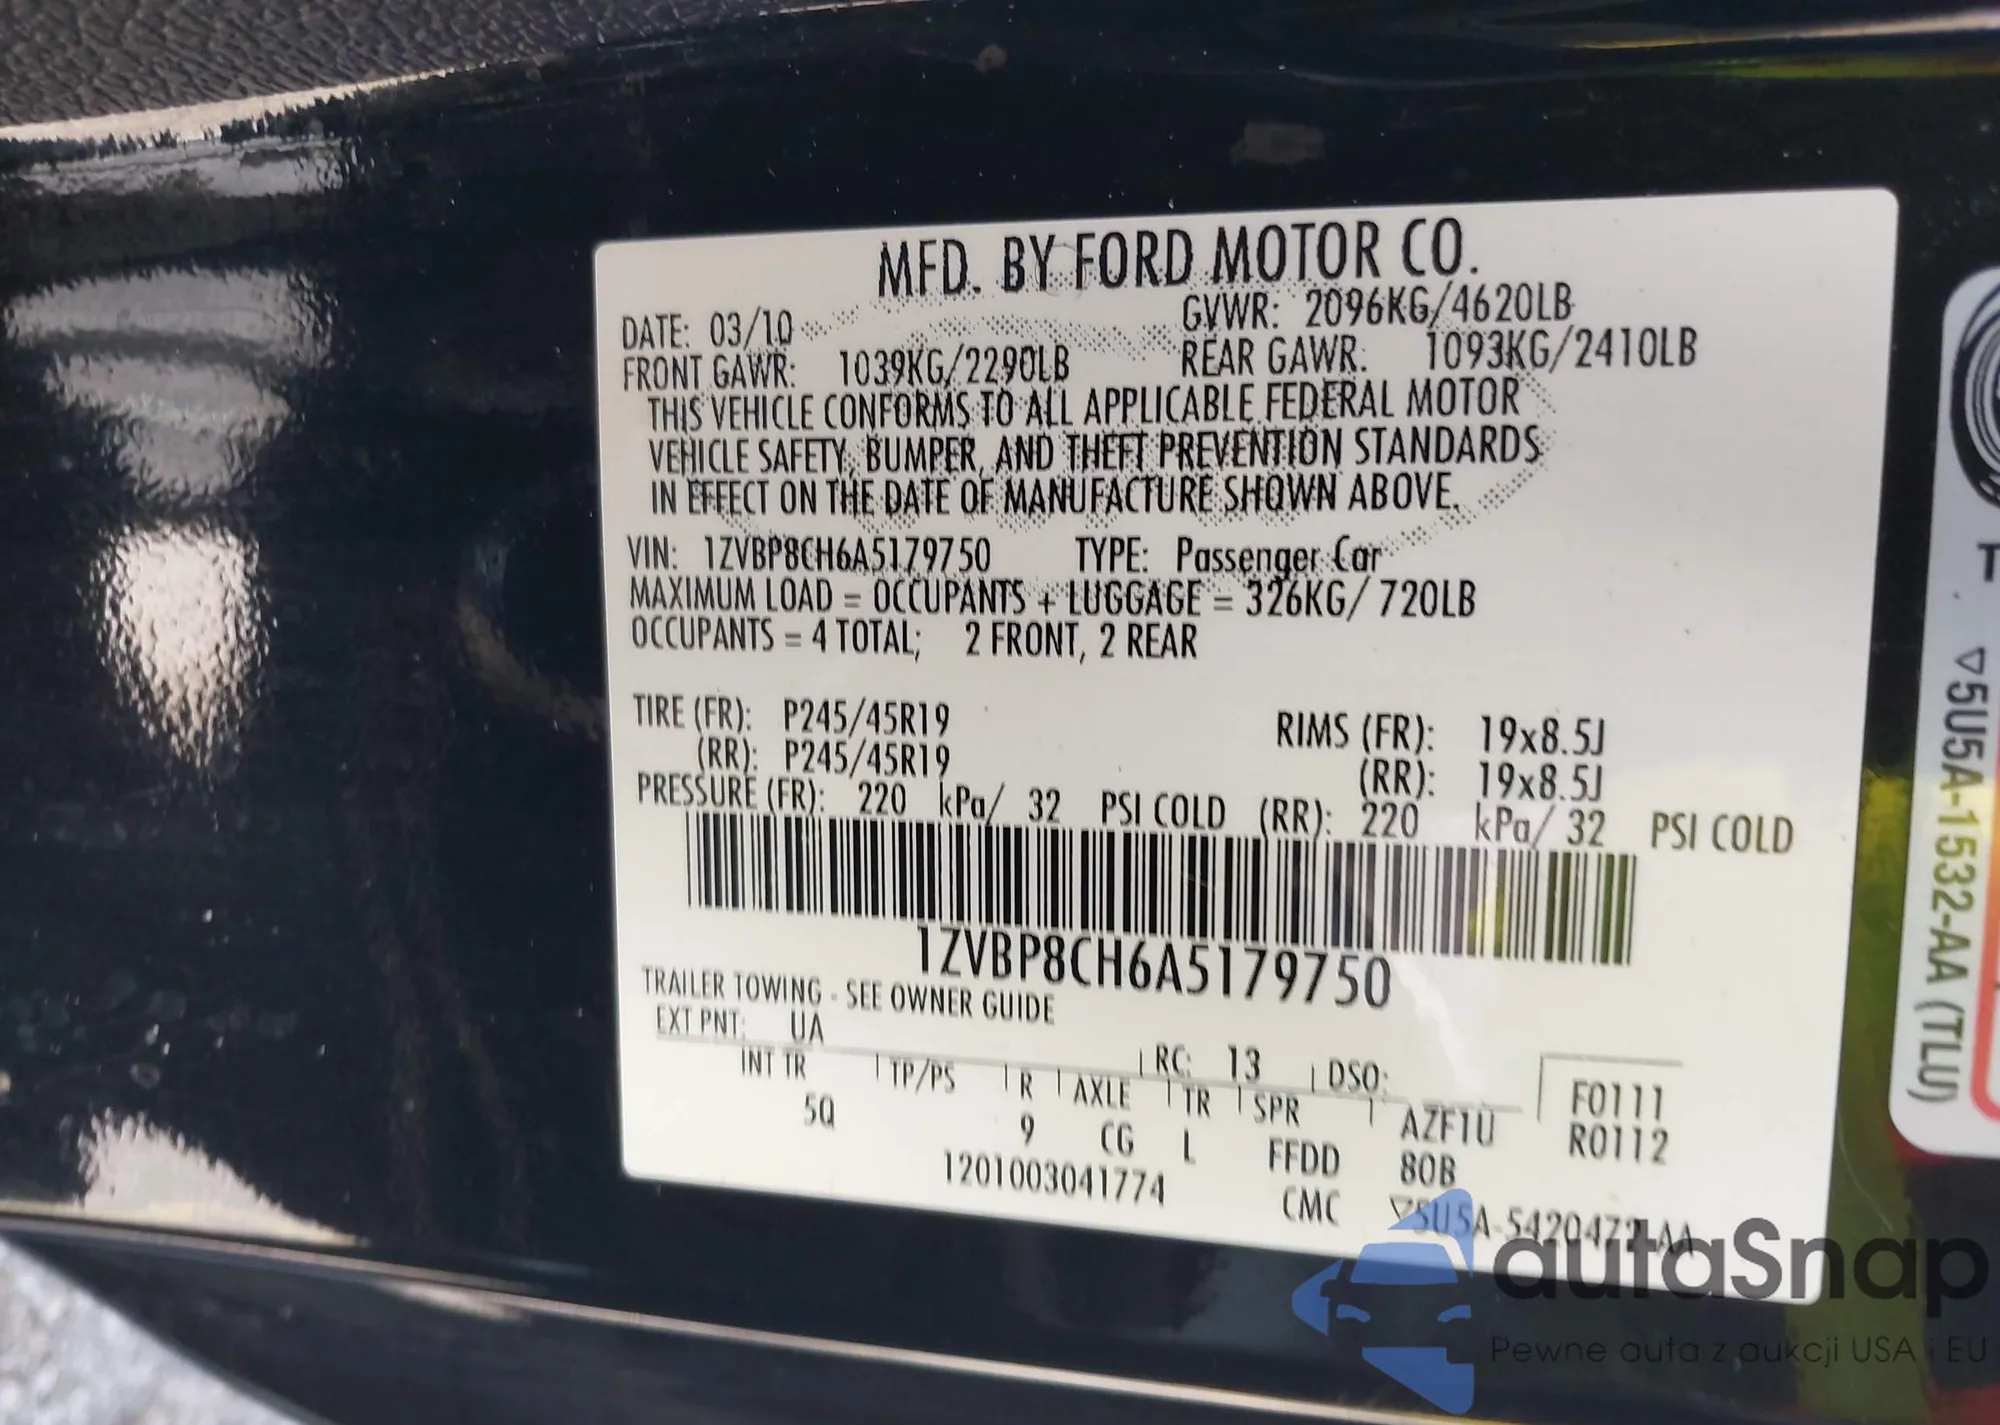 MFD. BY FORD MOTOR CO.
DATE: 03/10 GVWR: 2096KG/4620LB
FRONT GAWR: 1039KG/2290LB REAR GAWR: 1093KG/2410LB
THIS VEHICLE CONFORMS TO ALL APPLICABLE FEDERAL MOTOR
VEHICLE SAFETY, BUMPER, AND THEFT PREVENTION STANDARDS
IN EFFECT ON THE DATE OF MANUFACTURE SHOWN ABOVE.
VIN: 1ZVBP8CH6A5179750 TYPE: Passenger Car
MAXIMUM LOAD = OCCUPANTS + LUGGAGE = 326KG/720LB
OCCUPANTS = 4 TOTAL; 2 FRONT, 2 REAR
TIRE (FR): P245/45R19 RIMS (FR): 19x8.5J
(RR): P245/45R19 (RR): 19x8.5J
PRESSURE (FR): 220 kPa/ 32 PSI COLD (RR): 220 kPa/ 32 PSI COLD
1ZVBP8CH6A5179750
TRAILER TOWING - SEE OWNER GUIDE
EXT PNT: UA RC: 13 DSO:
INT TR TP/PS R AXLE TR SPR AZF1U F0111
5Q 9 CG L FFDD 80B R0112
1201003041774 CMC ▽5U5A-5420472-AA
T
▽5U5A-1532-AA (TLU)
autaSnap
Pewne auta z aukcji USA i EU